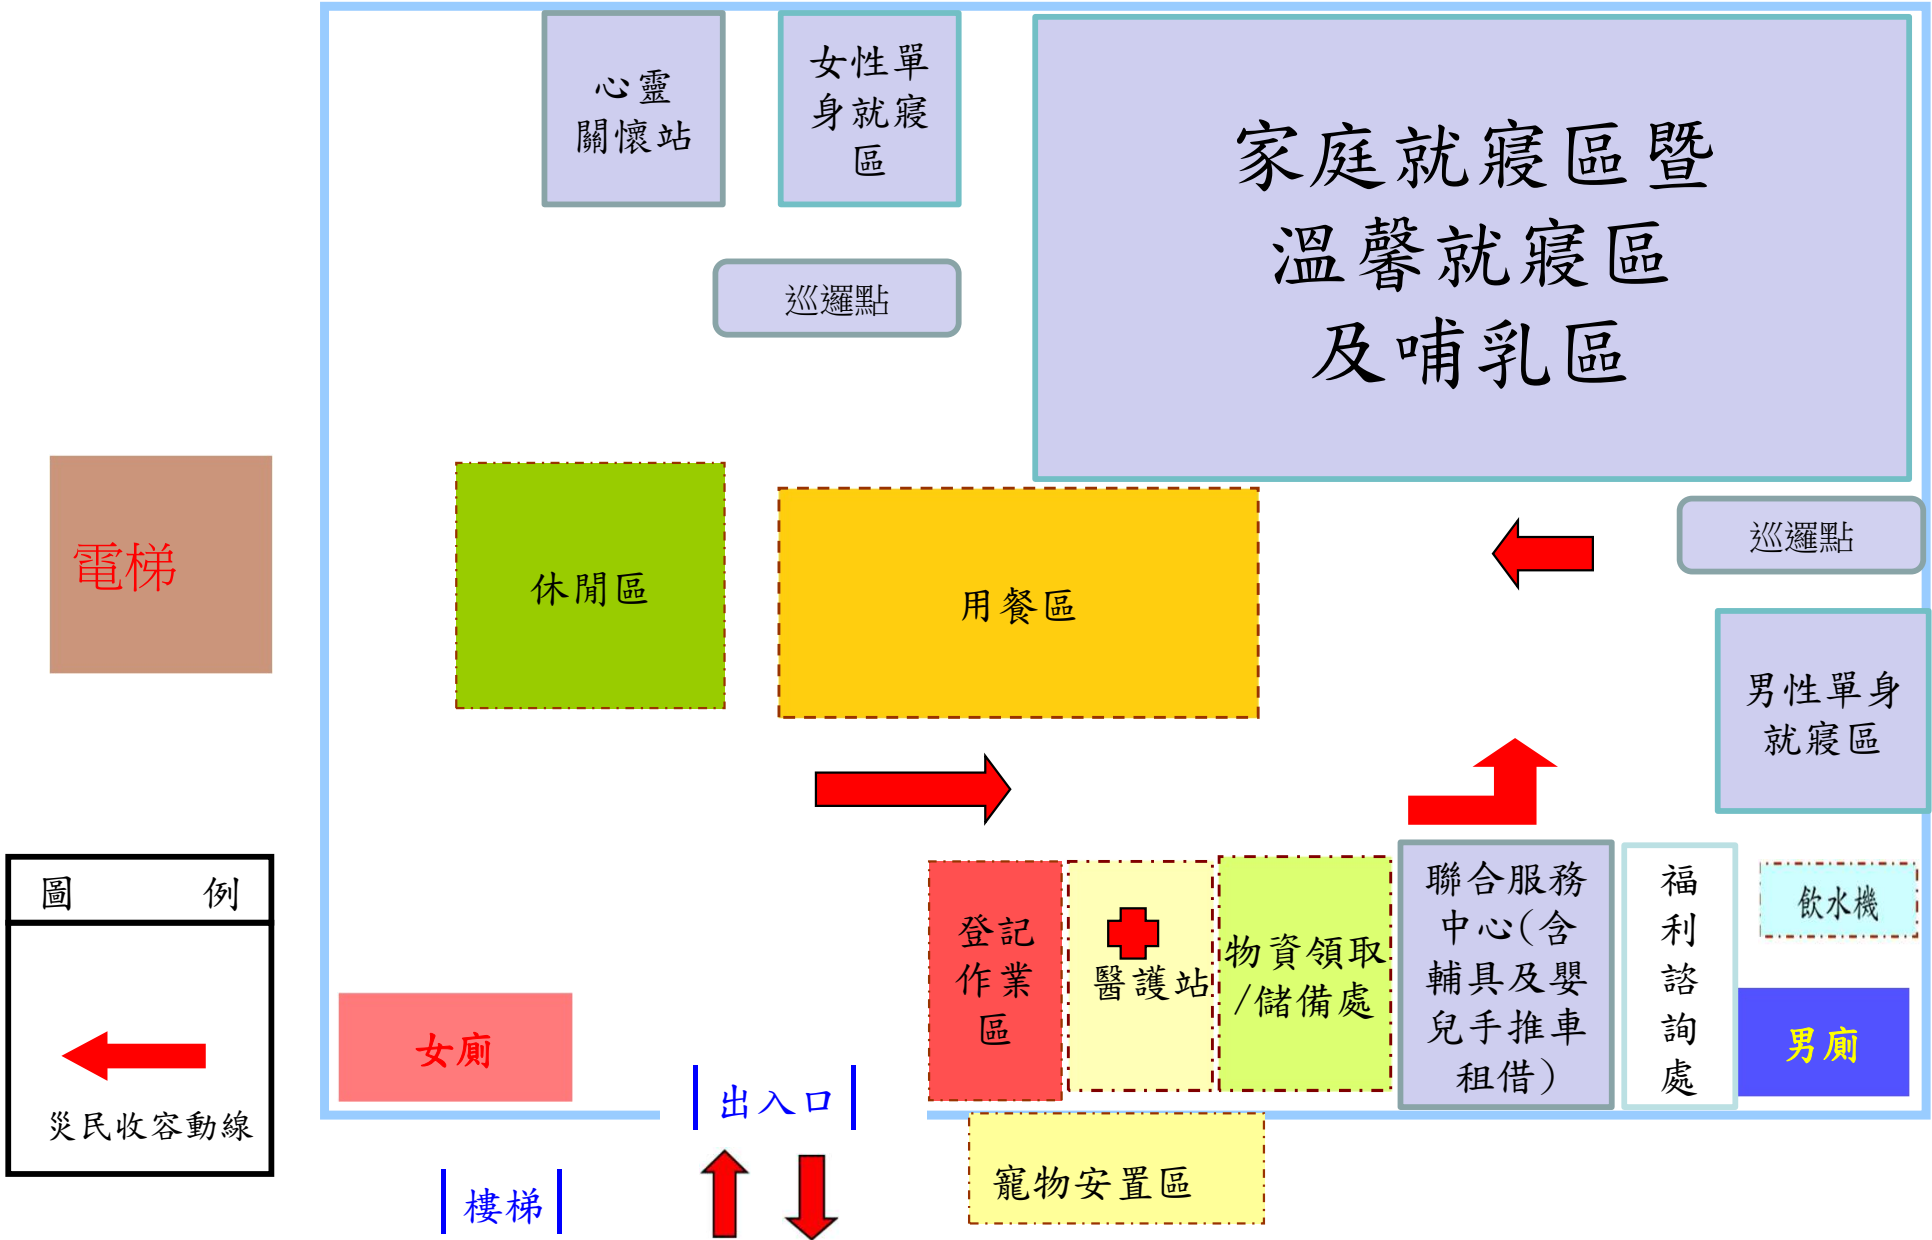 心靈
關懷站
女性單
身就寢
區
家庭就寢區暨
溫馨就寢區
及哺乳區
巡邏點
電梯
休閒區
用餐區
巡邏點
男性單身
就寢區
圖 例
災民收容動線
女廁
出入口
樓梯
登記
作業
區
醫護站
物資領取
/儲備處
聯合服務
中心(含
輔具及嬰
兒手推車
租借)
福
利
諮
詢
處
飲水機
男廁
寵物安置區